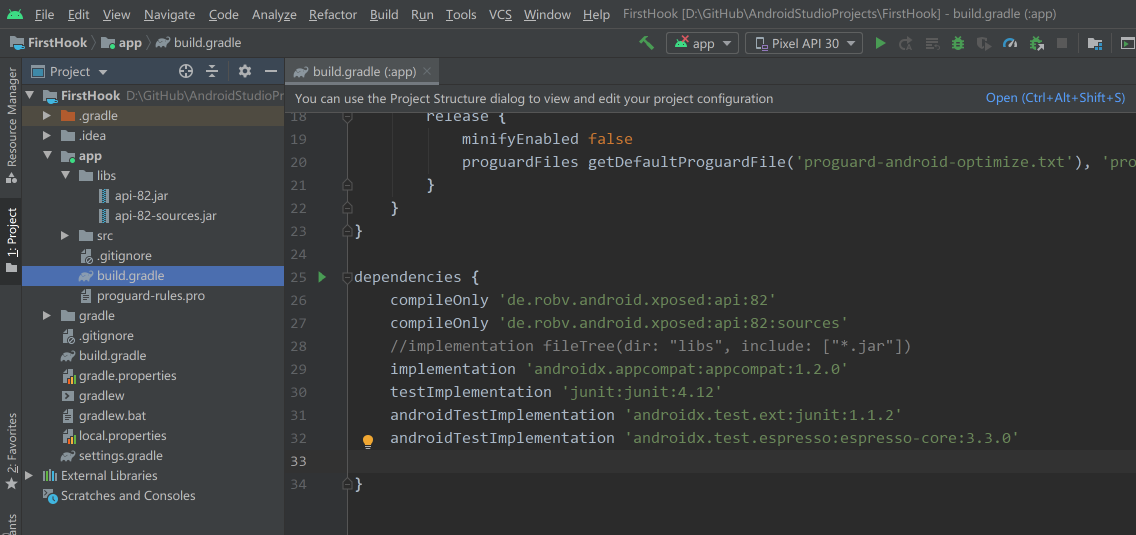 File Edit View Navigate Code Analyze Refactor Build Run Tools VCS Window Help FirstHook [D:\GitHub\AndroidStudioProjects\FirstHook] - build.gradle (:app)
FirstHook app build.gradle app Pixel API 30
Resource Manager
1: Project
2: Favorites
Project
FirstHook D:\GitHub\AndroidStudioPr
.gradle
.idea
app
libs
api-82.jar
api-82-sources.jar
src
.gitignore
build.gradle
proguard-rules.pro
gradle
.gitignore
build.gradle
gradle.properties
gradlew
gradlew.bat
local.properties
settings.gradle
External Libraries
Scratches and Consoles
build.gradle (:app)
You can use the Project Structure dialog to view and edit your project configuration Open (Ctrl+Alt+Shift+S)
18 release {
19 minifyEnabled false
20 proguardFiles getDefaultProguardFile('proguard-android-optimize.txt'), 'pro
21 }
22 }
23 }
24
25 dependencies {
26 compileOnly 'de.robv.android.xposed:api:82'
27 compileOnly 'de.robv.android.xposed:api:82:sources'
28 //implementation fileTree(dir: "libs", include: ["*.jar"])
29 implementation 'androidx.appcompat:appcompat:1.2.0'
30 testImplementation 'junit:junit:4.12'
31 androidTestImplementation 'androidx.test.ext:junit:1.1.2'
32 androidTestImplementation 'androidx.test.espresso:espresso-core:3.3.0'
33
34 }